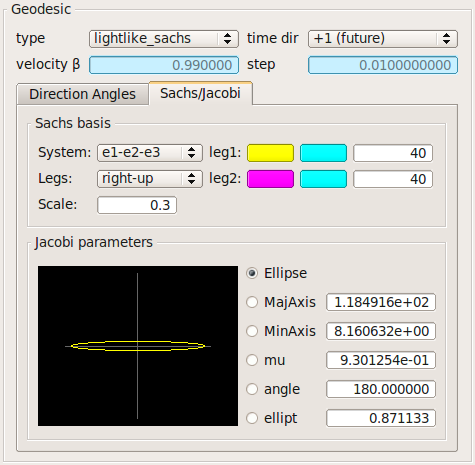 Geodesic
type lightlike_sachs time dir +1 (future)
velocity β 0.990000 step 0.0100000000
Direction Angles Sachs/Jacobi
Sachs basis
System: e1-e2-e3 leg1: 40
Legs: right-up leg2: 40
Scale: 0.3
Jacobi parameters
Ellipse
MajAxis 1.184916e+02
MinAxis 8.160632e+00
mu 9.301254e-01
angle 180.000000
ellipt 0.871133